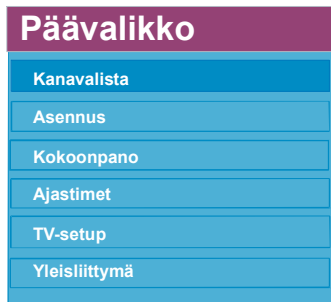 Päävalikko
Kanavalista
Asennus
Kokoonpano
Ajastimet
TV-setup
Yleisliittymä